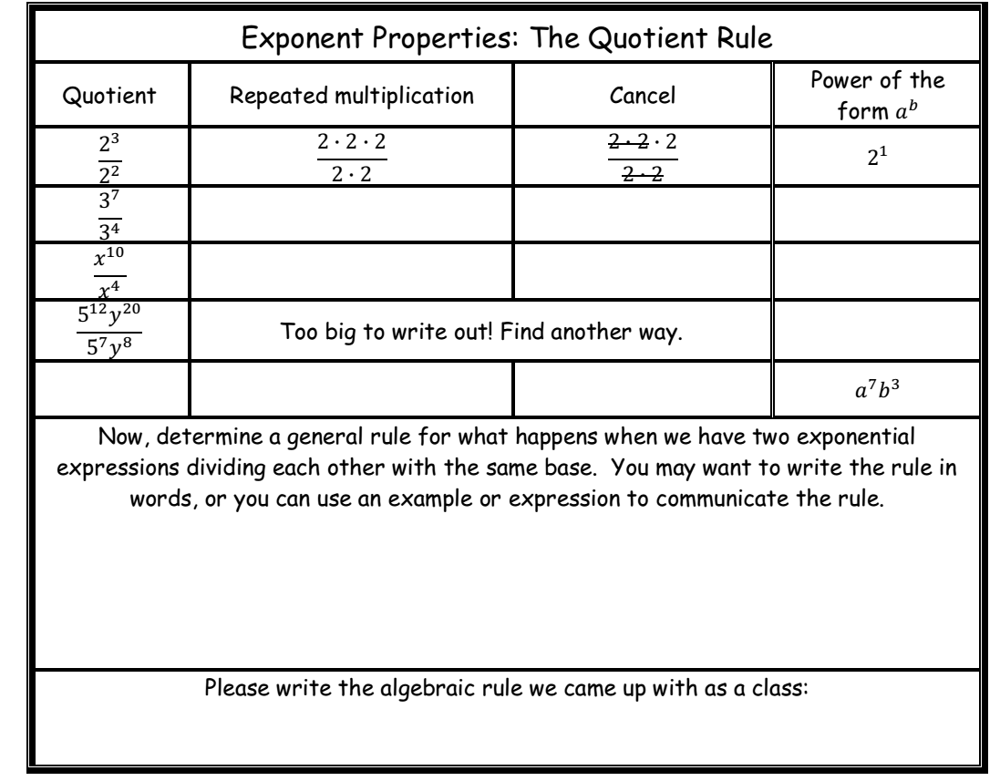 Exponent Properties: The Quotient Rule
Quotient | Repeated multiplication | Cancel | Power of the form $a^b$
$\frac{2^3}{2^2}$ | $\frac{2 \cdot 2 \cdot 2}{2 \cdot 2}$ | $\frac{\cancel{2 \cdot 2} \cdot 2}{\cancel{2 \cdot 2}}$ | $2^1$
$\frac{3^7}{3^4}$
$\frac{x^{10}}{x^4}$
$\frac{5^{12}y^{20}}{5^7y^8}$ | Too big to write out! Find another way.
$a^7b^3$
Now, determine a general rule for what happens when we have two exponential
expressions dividing each other with the same base. You may want to write the rule in
words, or you can use an example or expression to communicate the rule.
Please write the algebraic rule we came up with as a class: